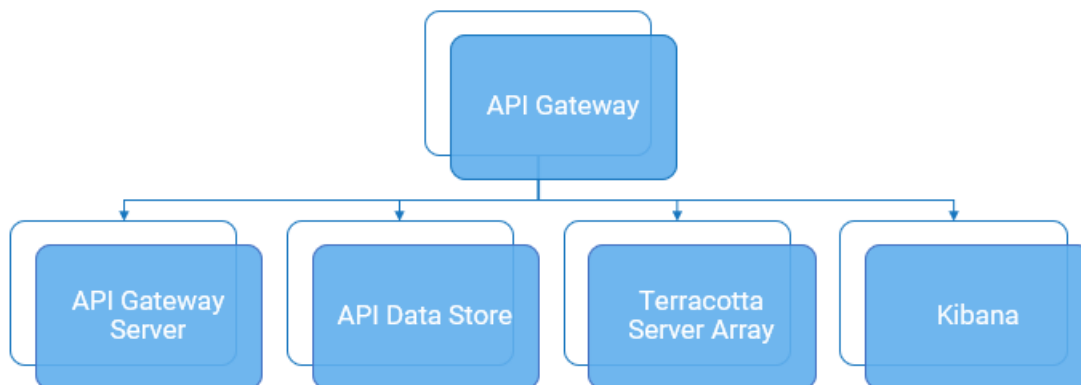 API Gateway
API Gateway
Server
API Data Store
Terracotta
Server Array
Kibana